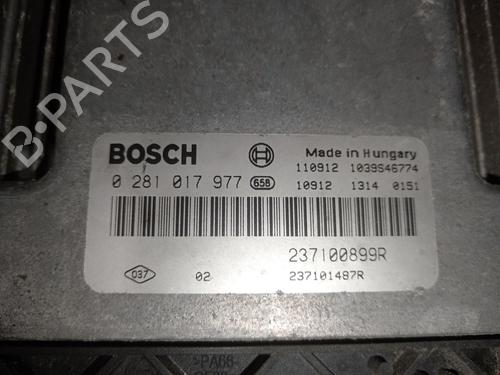 B-PARTS
BOSCH
Made in Hungary
110912 1039S46774
0 281 017 977 658
10912 1314 0151
237100899R
037 02 237101487R
>PA66-